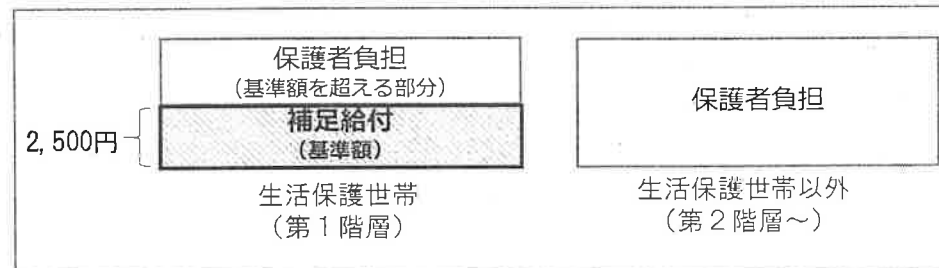 保護者負担
(基準額を超える部分)
補足給付
(基準額)
2,500円
生活保護世帯
(第1階層)
保護者負担
生活保護世帯以外
(第2階層～)